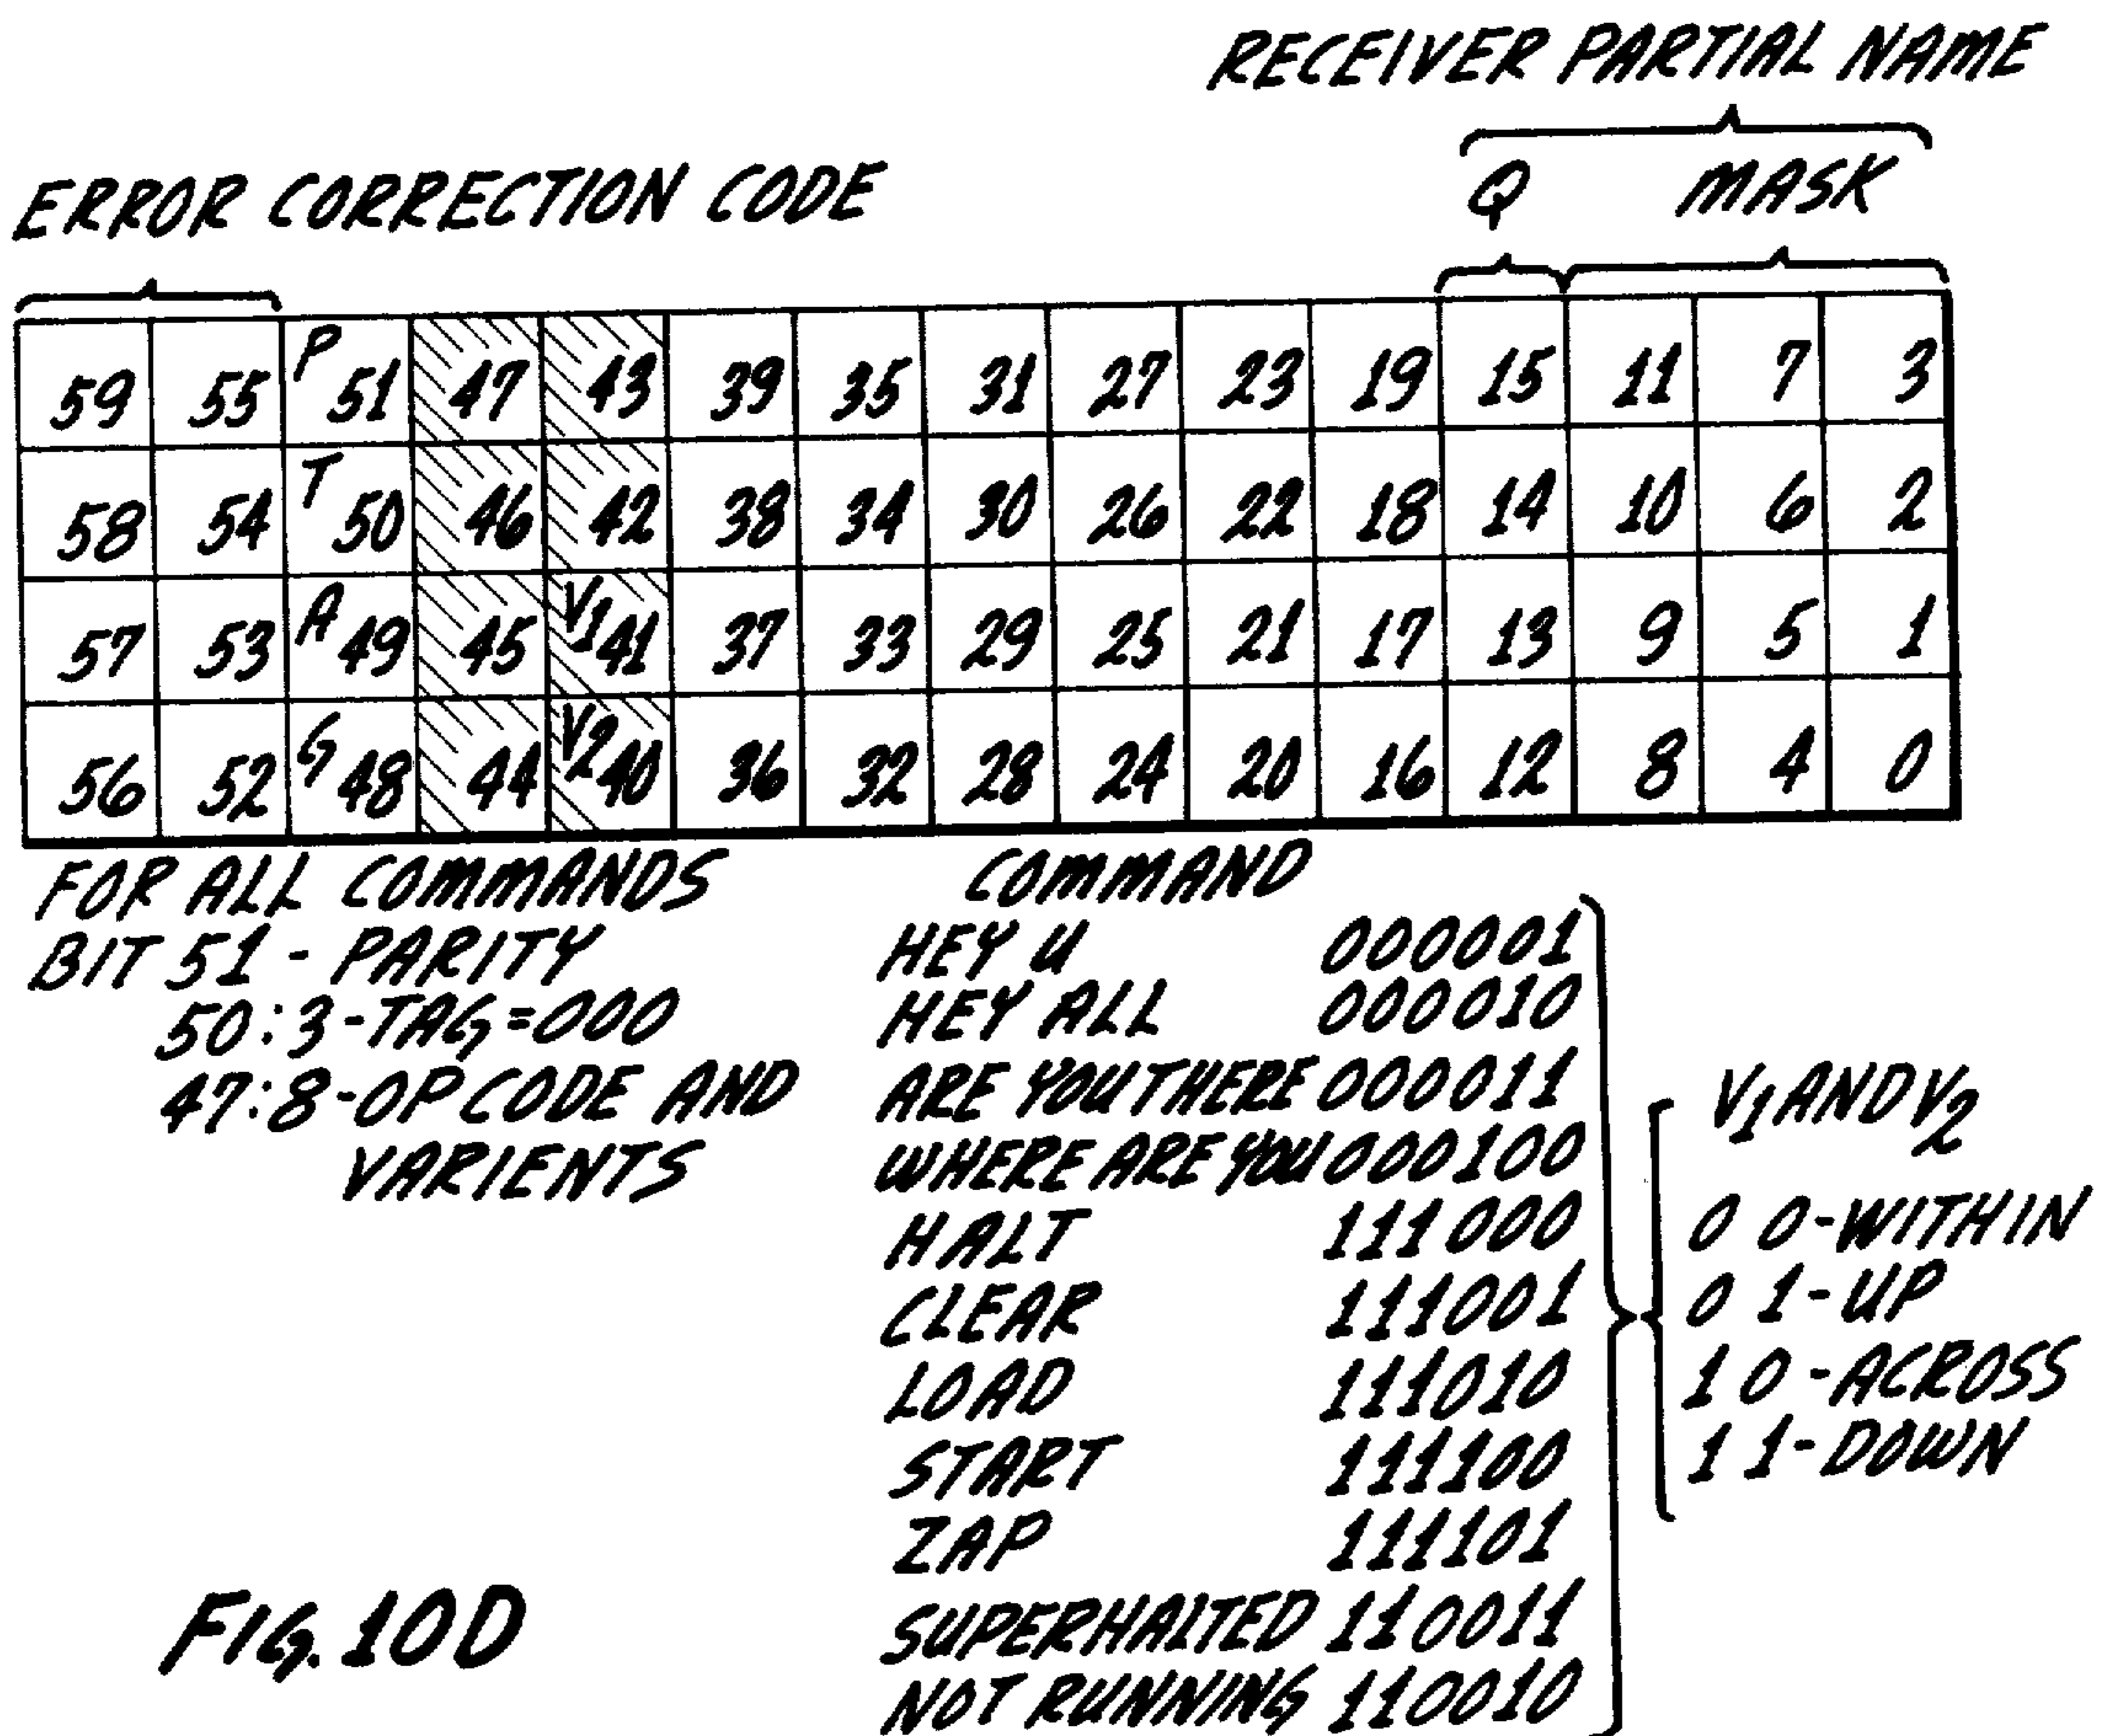 RECEIVER PARTIAL NAME
Q MASK
ERROR CORRECTION CODE
59 55 P 51 47 43 39 35 31 27 23 19 15 11 7 3
58 54 T 50 46 42 38 34 30 26 22 18 14 10 6 2
57 53 A 49 45 V1 41 37 33 29 25 21 17 13 9 5 1
56 52 G 48 44 V2 40 36 32 28 24 20 16 12 8 4 0
FOR ALL COMMANDS
BIT 51 - PARITY
50:3-TAG=000
47:8-OP CODE AND
VARIENTS
COMMAND
HEY U 000001
HEY ALL 000010
ARE YOU THERE 000011
WHERE ARE YOU 000100
HALT 111000
CLEAR 111001
LOAD 111010
START 111100
ZAP 111101
SUPERHALTED 110011
NOT RUNNING 110010
V1 AND V2
0 0-WITHIN
0 1-UP
1 0-ACROSS
1 1-DOWN
FIG. 10D